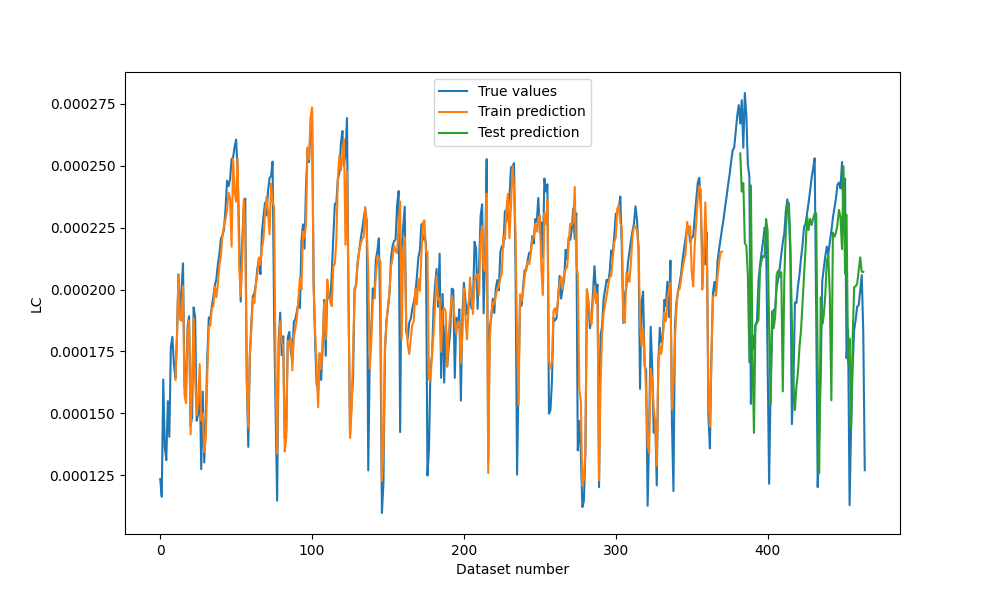 True values
Train prediction
Test prediction
0.000275
0.000250
0.000225
0.000200
0.000175
0.000150
0.000125
LC
0 100 200 300 400
Dataset number